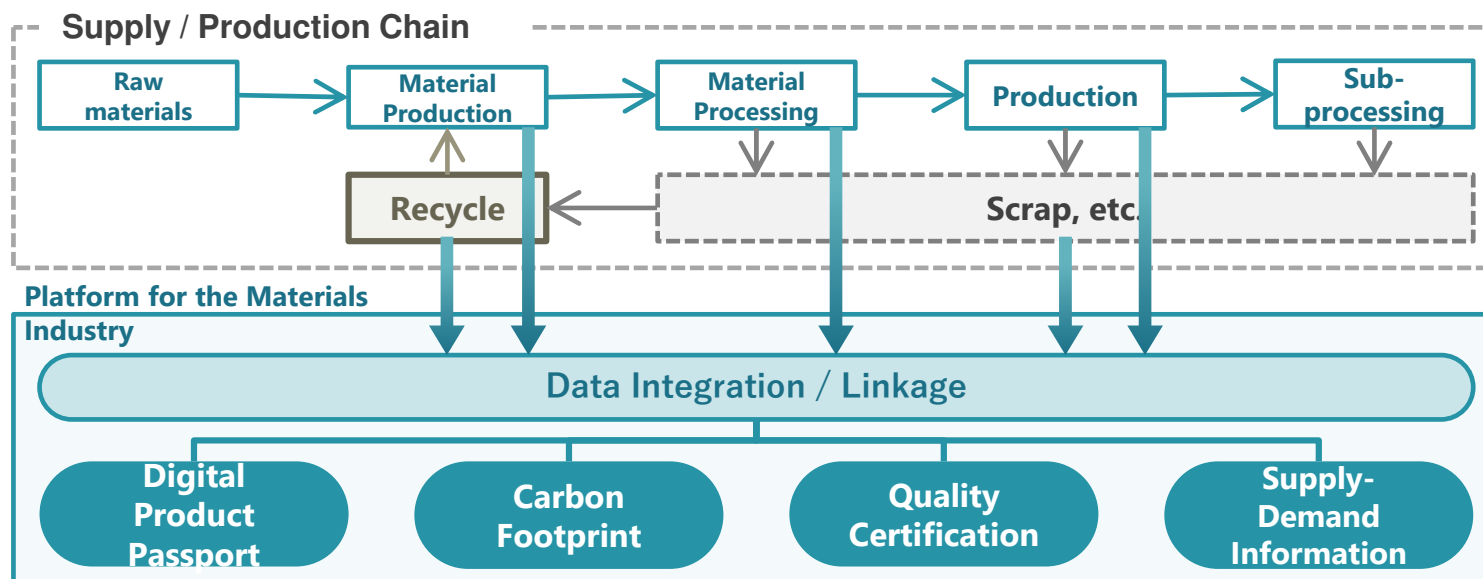 Supply / Production Chain
Raw
materials
Material
Production
Material
Processing
Production
Sub-
processing
Recycle
Scrap, etc.
Platform for the Materials
Industry
Data Integration / Linkage
Digital
Product
Passport
Carbon
Footprint
Quality
Certification
Supply-
Demand
Information